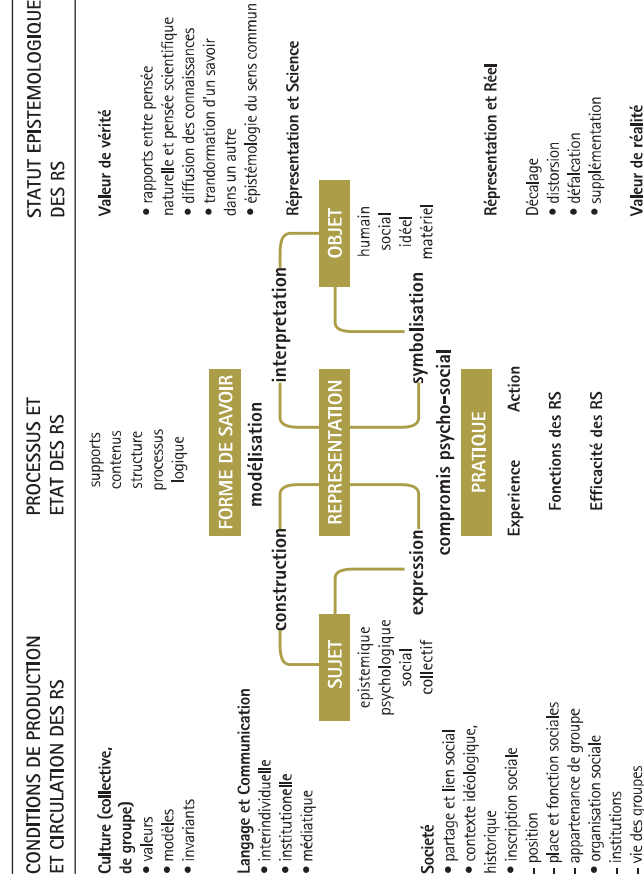 CONDITIONS DE PRODUCTION
ET CIRCULATION DES RS
PROCESSUS ET
ETAT DES RS
STATUT EPISTEMOLOGIQUE
DES RS
Culture (collective,
de groupe)
• valeurs
• modèles
• invariants
Langage et Communication
• interindividuelle
• institutionelle
• médiatique
Societé
• partage et lien social
• contexte idéologique,
historique
• inscription sociale
– position
– place et fonction sociales
– appartenance de groupe
• organisation sociale
– institutions
– vie des groupes
supports
contenus
structure
processus
logique
FORME DE SAVOIR
modélisation
construction
interpretation
SUJET
REPRESENTATION
OBJET
epistemique
psychologique
social
collectif
humain
social
idéel
matériel
expression
symbolisation
compromis psycho-social
PRATIQUE
Experience
Action
Fonctions des RS
Efficacité des RS
Valeur de vérité
• rapports entre pensée
naturelle et pensée scientifique
• diffusion des connaissances
• trandormation d'un savoir
dans un autre
• épistémologie du sens commun
Réprésentation et Science
Réprésentation et Réel
Décalage
• distorsion
• défalcation
• supplémentation
Valeur de réalité